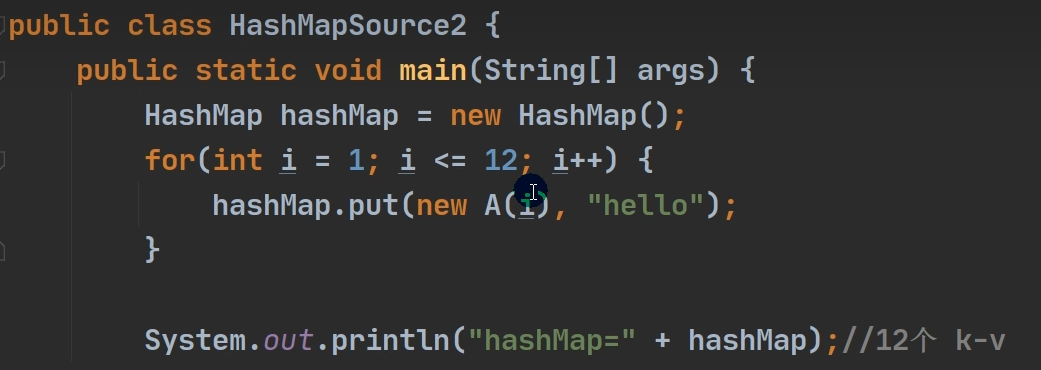 public class HashMapSource2 {
public static void main(String[] args) {
HashMap hashMap = new HashMap();
for(int i = 1; i <= 12; i++) {
hashMap.put(new A(i), "hello");
}
System.out.println("hashMap=" + hashMap);//12个 k-v